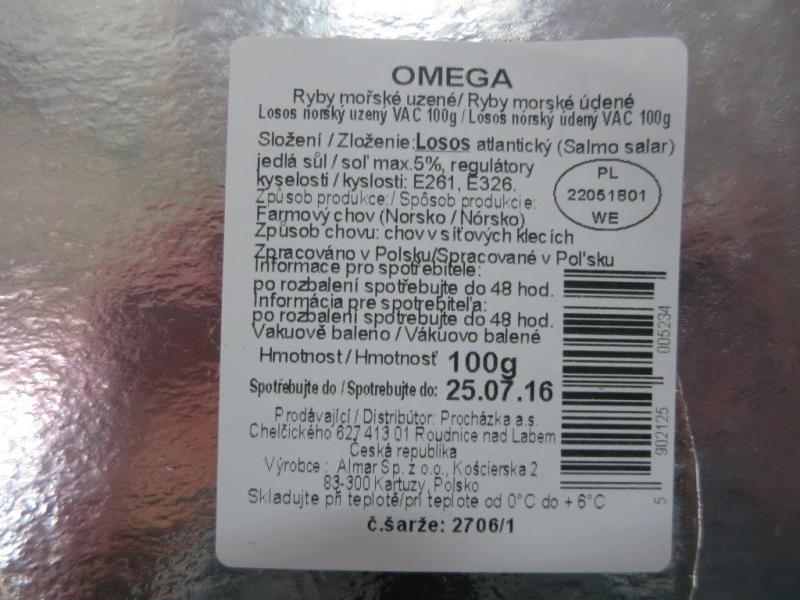 OMEGA
Ryby mořské uzené/ Ryby morské údené
Losos norský uzený VAC 100g / Losos nórsky údený VAC 100g
Složení / Zloženie:Losos atlantický (Salmo salar)
jedlá sůl / soľ max.5%, regulátory
kyselosti / kyslosti: E261, E326.
Způsob produkce:/ Spôsob produkcie:
Farmový chov (Norsko / Nórsko)
Způsob chovu: chov v síťových klecích
Zpracováno v Polsku/Spracované v Poľsku
PL
22051801
WE
Informace pro spotřebitele:
po rozbalení spotřebujte do 48 hod.
Informácia pre spotrebiteľa:
po rozbalení spotřebujte do 48 hod.
Vakuově baleno / Vákuovo balené
Hmotnost / Hmotnosť 100g
Spotřebujte do / Spotrebujte do: 25.07.16
Prodávající / Distribútor: Procházka a.s.
Chelčického 627 413 01 Roudnice nad Labem
Česká republika
Výrobce : Almar Sp. z o.o., Kościerska 2
83-300 Kartuzy, Polsko
Skladujte při teplotě/pri teplote od 0°C do + 6°C
č.šarže: 2706/1
5 902125 005234